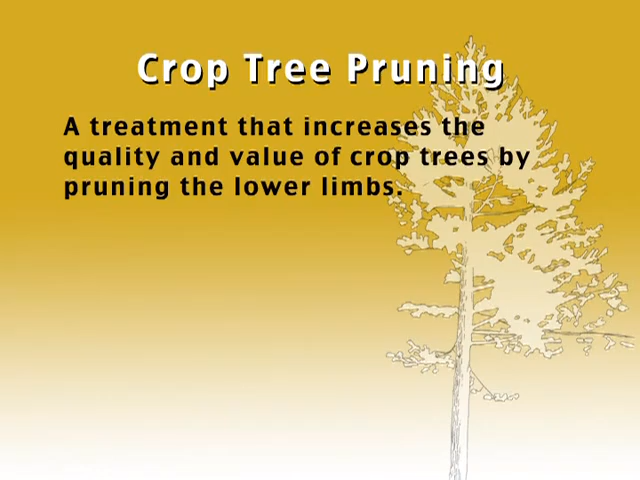 Crop Tree Pruning
A treatment that increases the
quality and value of crop trees by
pruning the lower limbs.